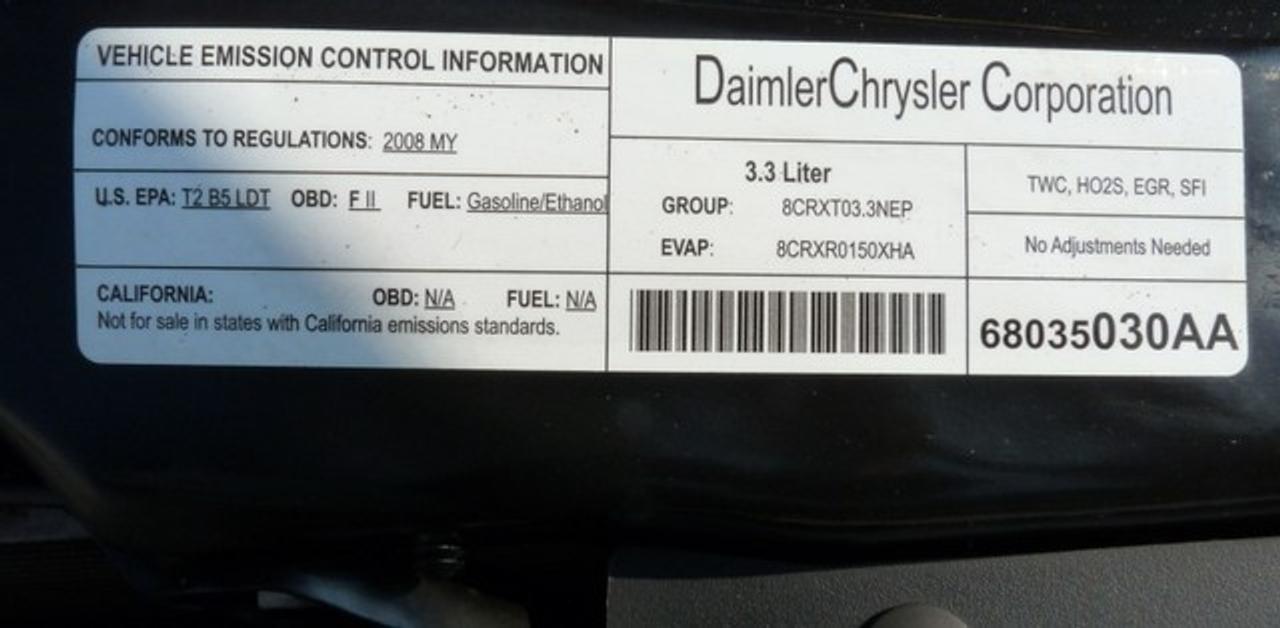 VEHICLE EMISSION CONTROL INFORMATION
CONFORMS TO REGULATIONS: 2008 MY
U.S. EPA: T2 B5 LDT OBD: F II FUEL: Gasoline/Ethanol
CALIFORNIA: OBD: N/A FUEL: N/A
Not for sale in states with California emissions standards.
DaimlerChrysler Corporation
3.3 Liter
GROUP: 8CRXT03.3NEP
EVAP: 8CRXR0150XHA
TWC, HO2S, EGR, SFI
No Adjustments Needed
68035030AA